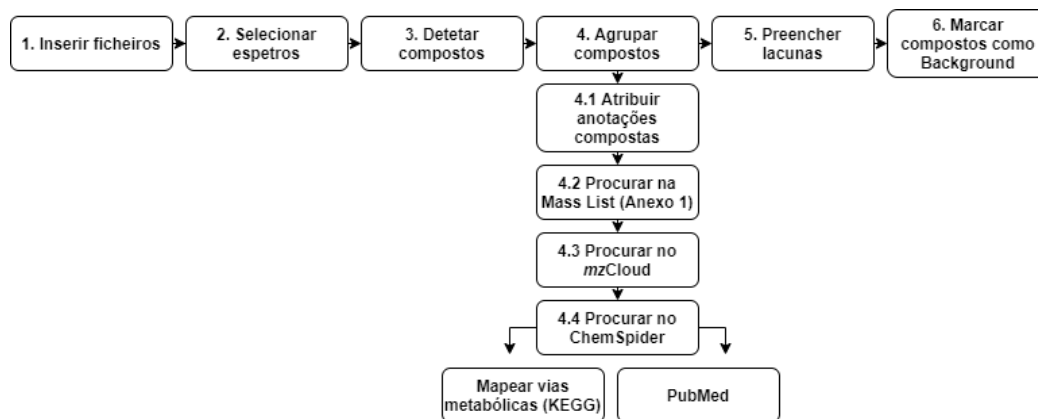 1. Inserir ficheiros
2. Selecionar
espetros
3. Detetar
compostos
4. Agrupar
compostos
5. Preencher
lacunas
6. Marcar
compostos como
Background
4.1 Atribuir
anotações
compostas
4.2 Procurar na
Mass List (Anexo 1)
4.3 Procurar no
mzCloud
4.4 Procurar no
ChemSpider
Mapear vias
metabólicas (KEGG)
PubMed